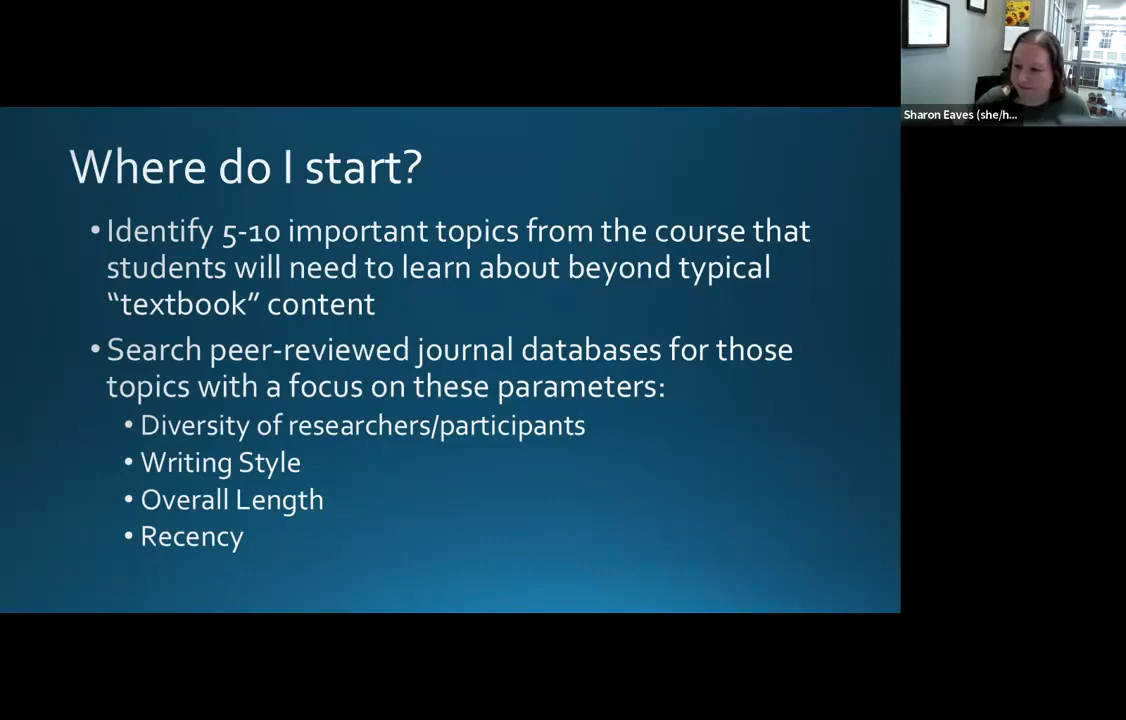 Where do I start?
•Identify 5-10 important topics from the course that
students will need to learn about beyond typical
“textbook” content
•Search peer-reviewed journal databases for those
topics with a focus on these parameters:
• Diversity of researchers/participants
• Writing Style
• Overall Length
• Recency
Sharon Eaves (she/h...